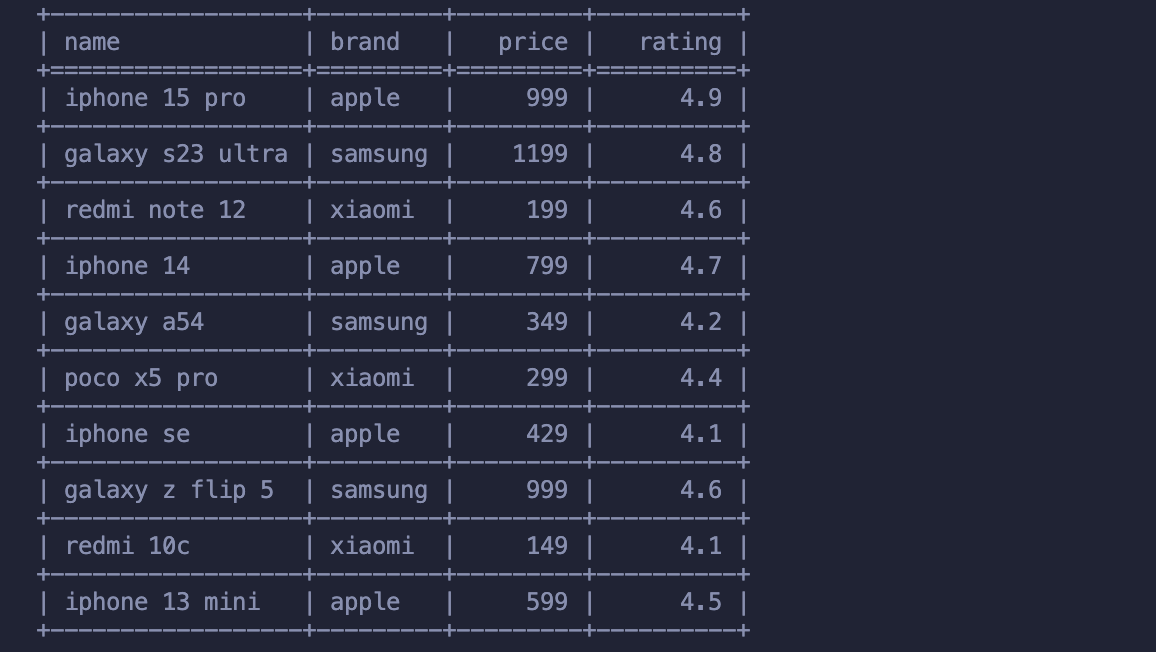 +------------------+---------+---------+----------+
| name             | brand   |   price |   rating |
+==================+=========+=========+==========+
| iphone 15 pro    | apple   |     999 |      4.9 |
+------------------+---------+---------+----------+
| galaxy s23 ultra | samsung |    1199 |      4.8 |
+------------------+---------+---------+----------+
| redmi note 12    | xiaomi  |     199 |      4.6 |
+------------------+---------+---------+----------+
| iphone 14        | apple   |     799 |      4.7 |
+------------------+---------+---------+----------+
| galaxy a54       | samsung |     349 |      4.2 |
+------------------+---------+---------+----------+
| poco x5 pro      | xiaomi  |     299 |      4.4 |
+------------------+---------+---------+----------+
| iphone se        | apple   |     429 |      4.1 |
+------------------+---------+---------+----------+
| galaxy z flip 5  | samsung |     999 |      4.6 |
+------------------+---------+---------+----------+
| redmi 10c        | xiaomi  |     149 |      4.1 |
+------------------+---------+---------+----------+
| iphone 13 mini   | apple   |     599 |      4.5 |
+------------------+---------+---------+----------+